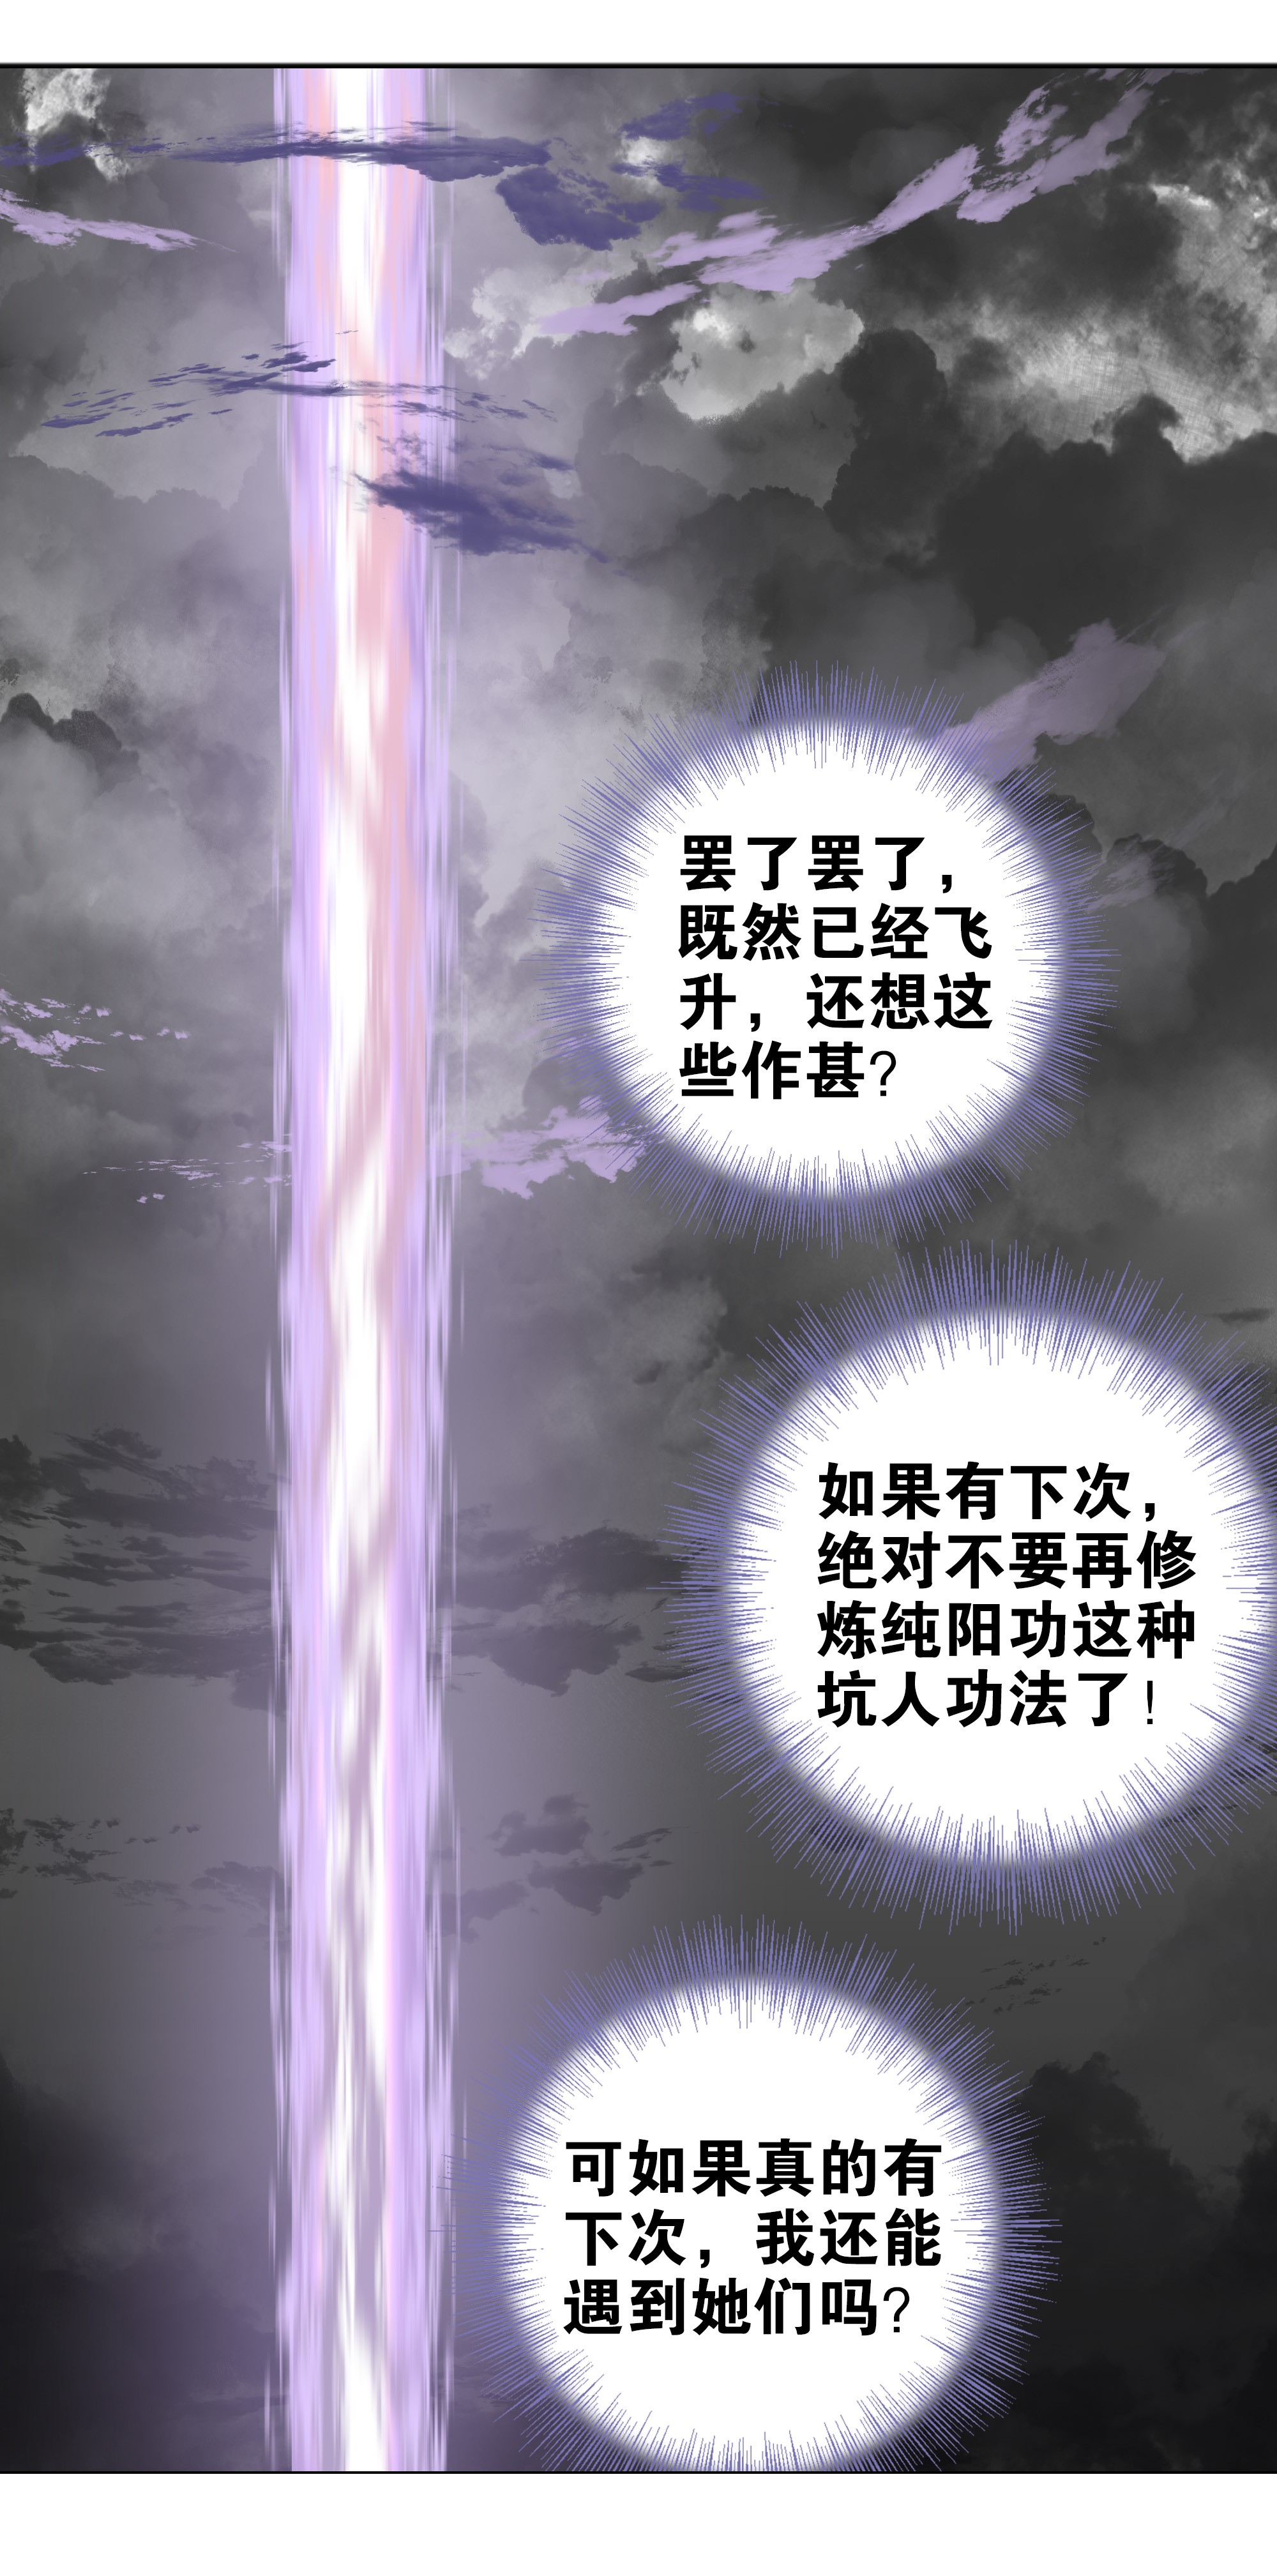 罢了罢了，
既然已经飞
升，还想这
些作甚？
如果有下次，
绝对不要再修
炼纯阳功这种
坑人功法了！
可如果真的有
下次，我还能
遇到她们吗？